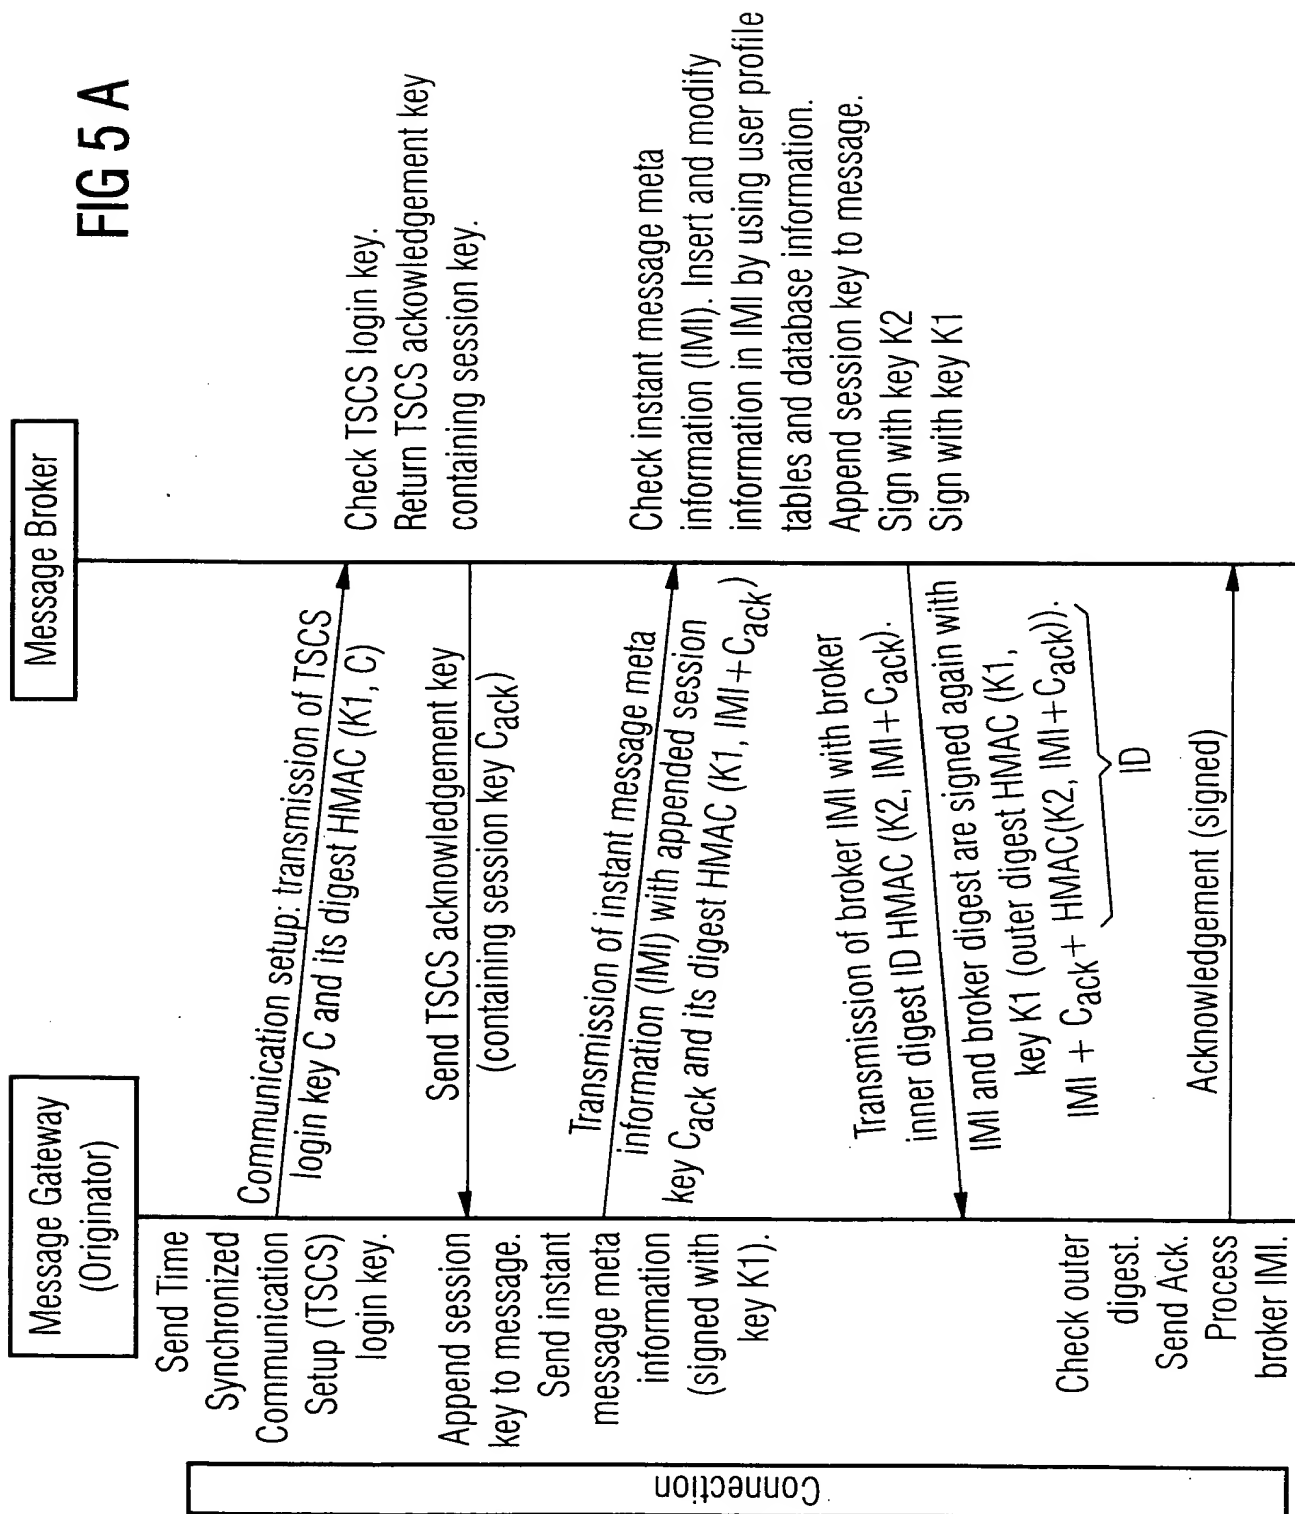 FIG 5 A
Message Gateway
(Originator)
Message Broker
Send Time
Synchronized
Communication
Setup (TSCS)
login key.
Communication setup: transmission of TSCS
login key C and its digest HMAC (K1, C)
Check TSCS login key.
Return TSCS ackowledgement key
containing session key.
Send TSCS acknowledgement key
(containing session key Cack)
Append session
key to message.
Send instant
message meta
information
(signed with
key K1).
Transmission of instant message meta
information (IMI) with appended session
key Cack and its digest HMAC (K1, IMI+Cack)
Check instant message meta
information (IMI). Insert and modify
information in IMI by using user profile
tables and database information.
Append session key to message.
Sign with key K2
Sign with key K1
Transmission of broker IMI with broker
inner digest ID HMAC (K2, IMI+Cack).
IMI and broker digest are signed again with
key K1 (outer digest HMAC (K1,
IMI + Cack+ HMAC(K2, IMI+Cack)).
ID
Check outer
digest.
Send Ack.
Process
broker IMI.
Acknowledgement (signed)
Connection